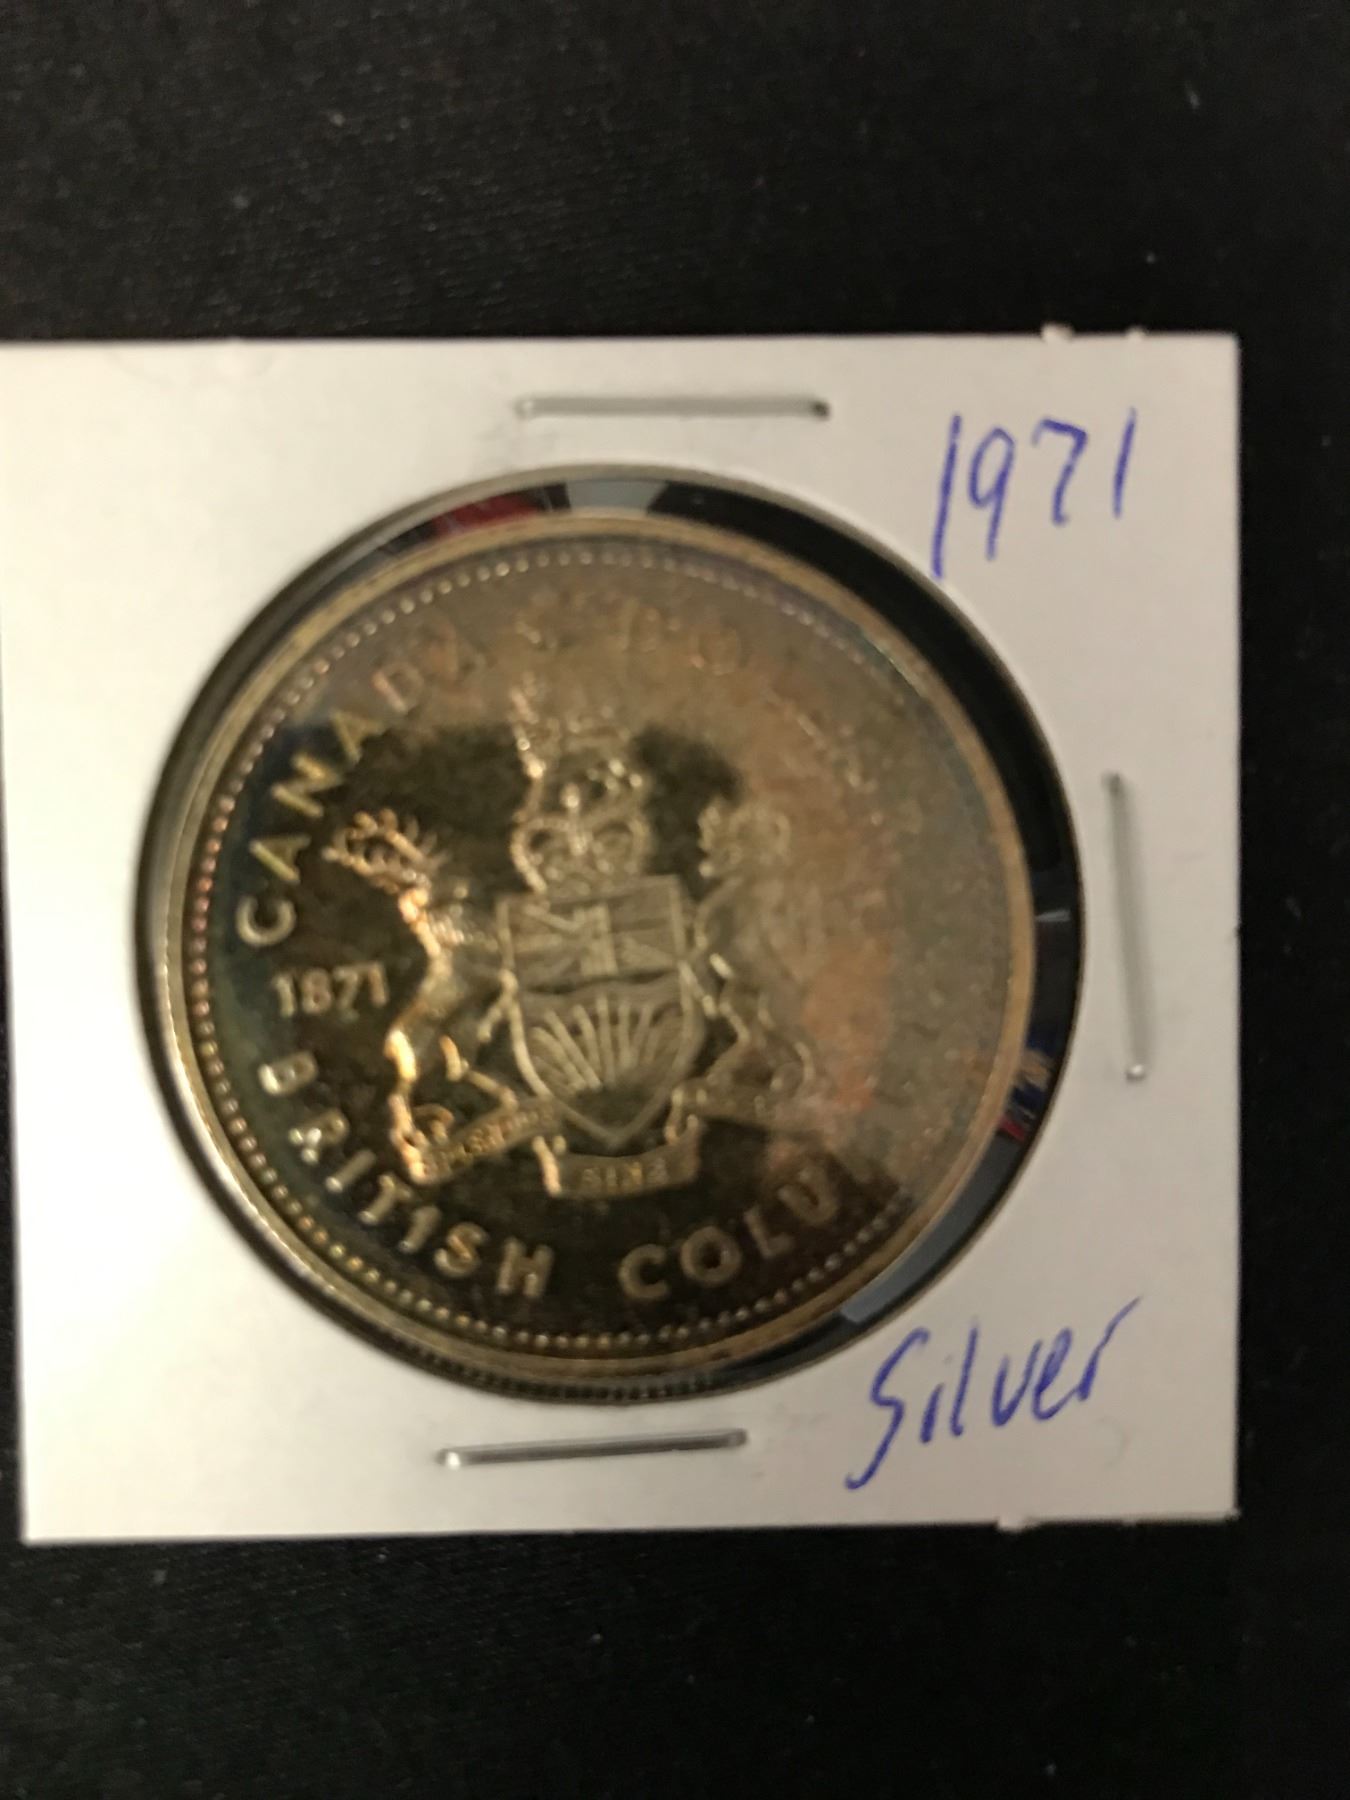 1971
CANADA
1871
BRITISH COLU
Silver